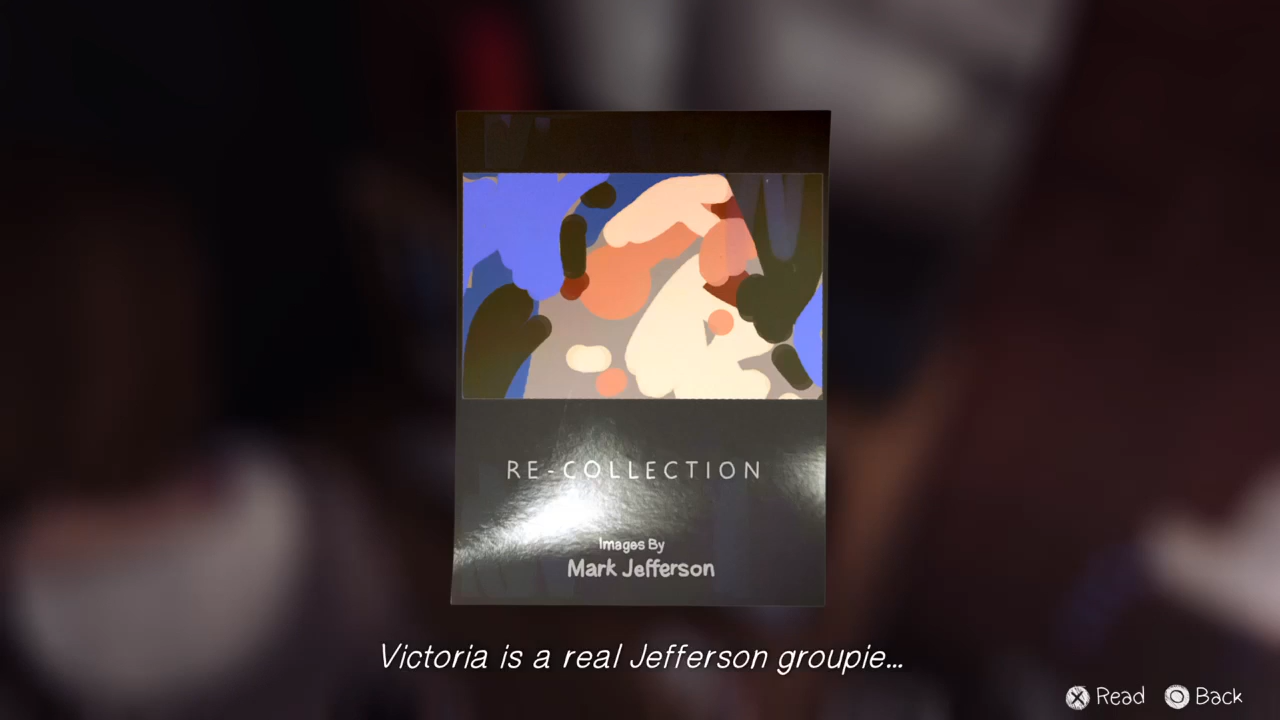 RE-COLLECTION
Images By
Mark Jefferson
Victoria is a real Jefferson groupie...
Read Back